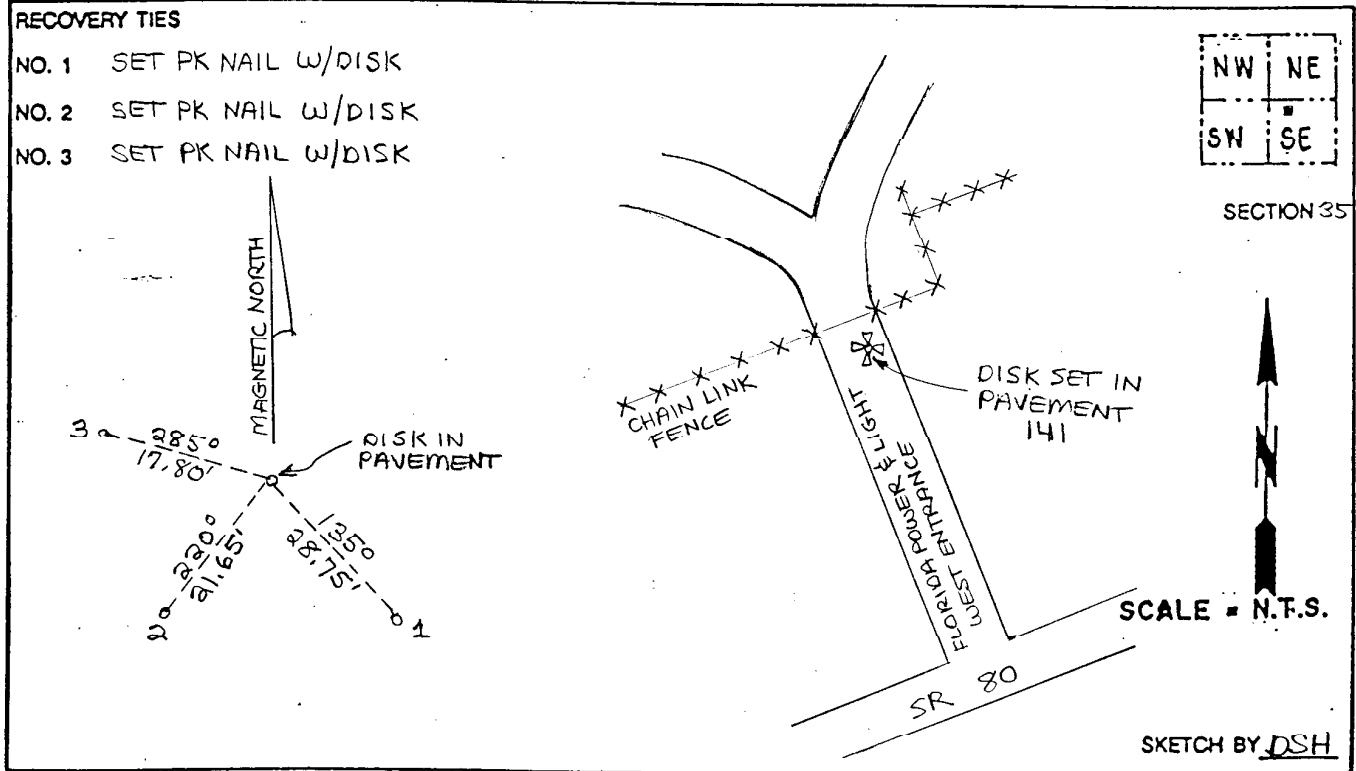 RECOVERY TIES
NO. 1 SET PK NAIL W/DISK
NO. 2 SET PK NAIL W/DISK
NO. 3 SET PK NAIL W/DISK
NW NE
SW SE
SECTION 35
MAGNETIC NORTH
3
285°
17.80'
DISK IN
PAVEMENT
220°
21.65'
135°
28.75'
2
1
CHAIN LINK
FENCE
DISK SET IN
PAVEMENT
141
FLORIDA POWER & LIGHT
WEST ENTRANCE
SR 80
N
SCALE = N.T.S.
SKETCH BY DSH